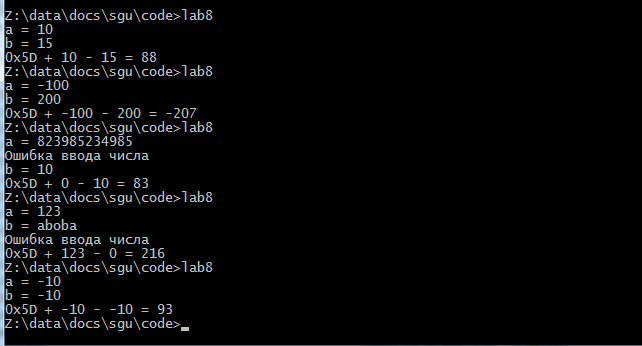 Z:\data\docs\sgu\code>lab8
a = 10
b = 15
0x5D + 10 - 15 = 88
Z:\data\docs\sgu\code>lab8
a = -100
b = 200
0x5D + -100 - 200 = -207
Z:\data\docs\sgu\code>lab8
a = 823985234985
Ошибка ввода числа
b = 10
0x5D + 0 - 10 = 83
Z:\data\docs\sgu\code>lab8
a = 123
b = aboba
Ошибка ввода числа
0x5D + 123 - 0 = 216
Z:\data\docs\sgu\code>lab8
a = -10
b = -10
0x5D + -10 - -10 = 93
Z:\data\docs\sgu\code>